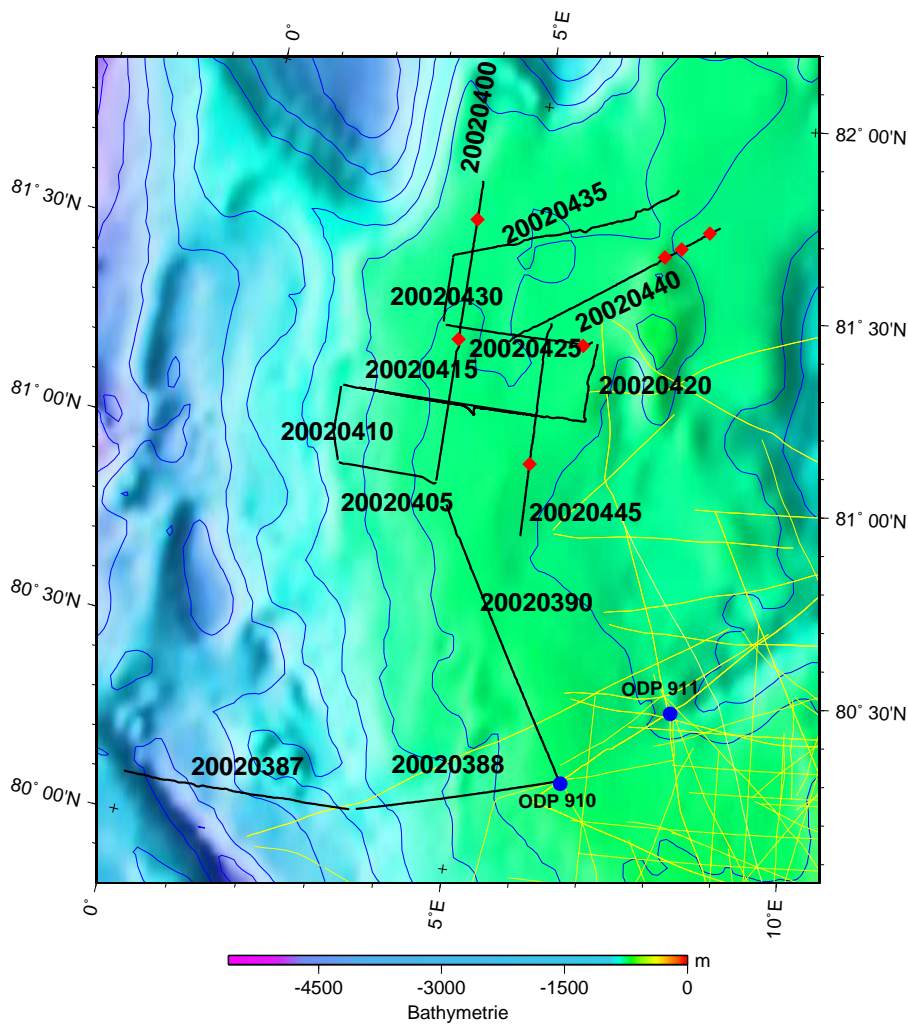 0°
5°E
20020400
82° 00'N
81° 30'N
20020435
20020430
20020440
81° 30'N
20020425
20020415
20020420
81° 00'N
20020410
20020405
20020445
81° 00'N
80° 30'N
20020390
ODP 911
80° 30'N
20020387
20020388
80° 00'N
ODP 910
0°
5°E
10°E
m
-4500
-3000
-1500
0
Bathymetrie